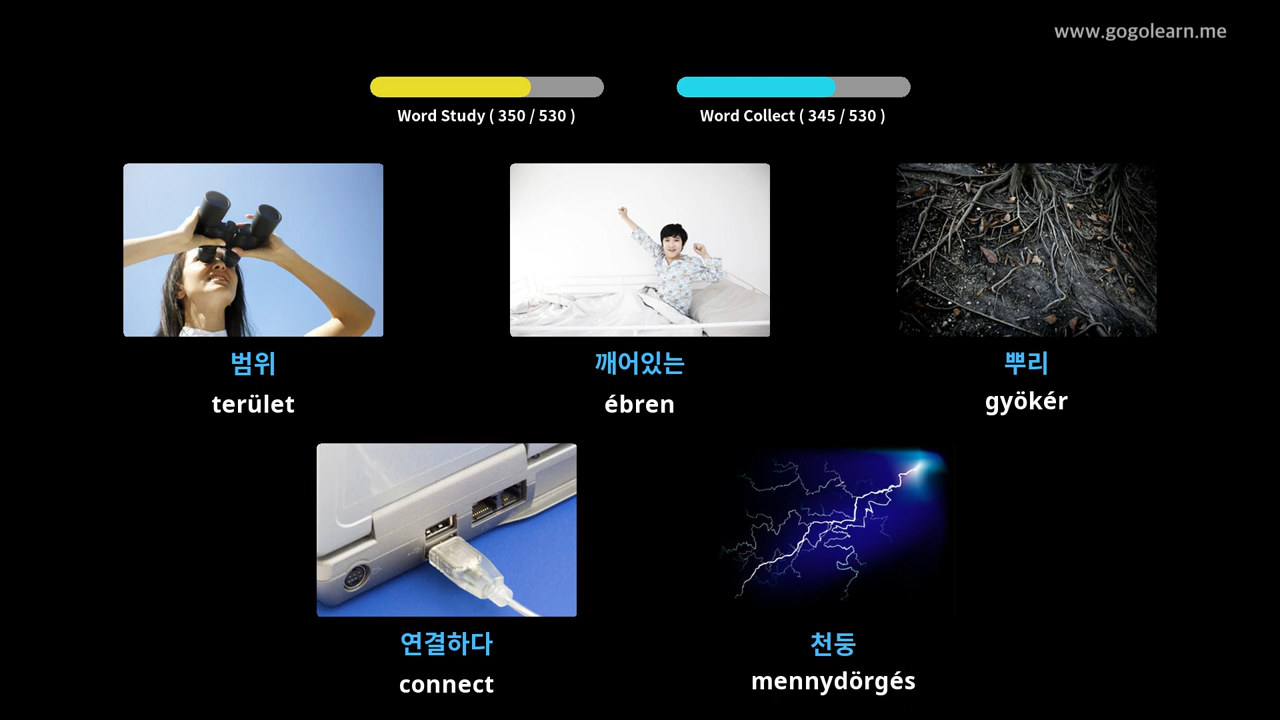 www.gogolearn.me
Word Study ( 350 / 530 )
Word Collect ( 345 / 530 )
범위
terület
깨어있는
ébren
뿌리
gyökér
연결하다
connect
천둥
mennydörgés